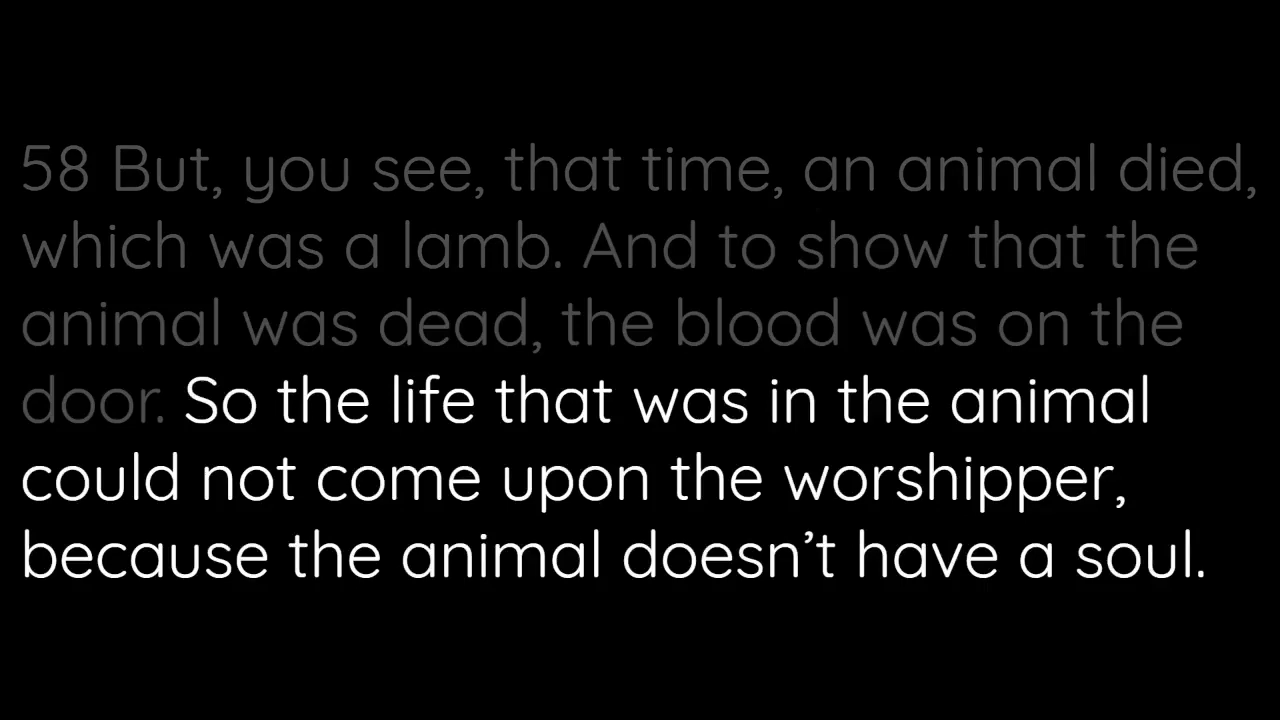 58 But, you see, that time, an animal died,
which was a lamb. And to show that the
animal was dead, the blood was on the
door. So the life that was in the animal
could not come upon the worshipper,
because the animal doesn’t have a soul.